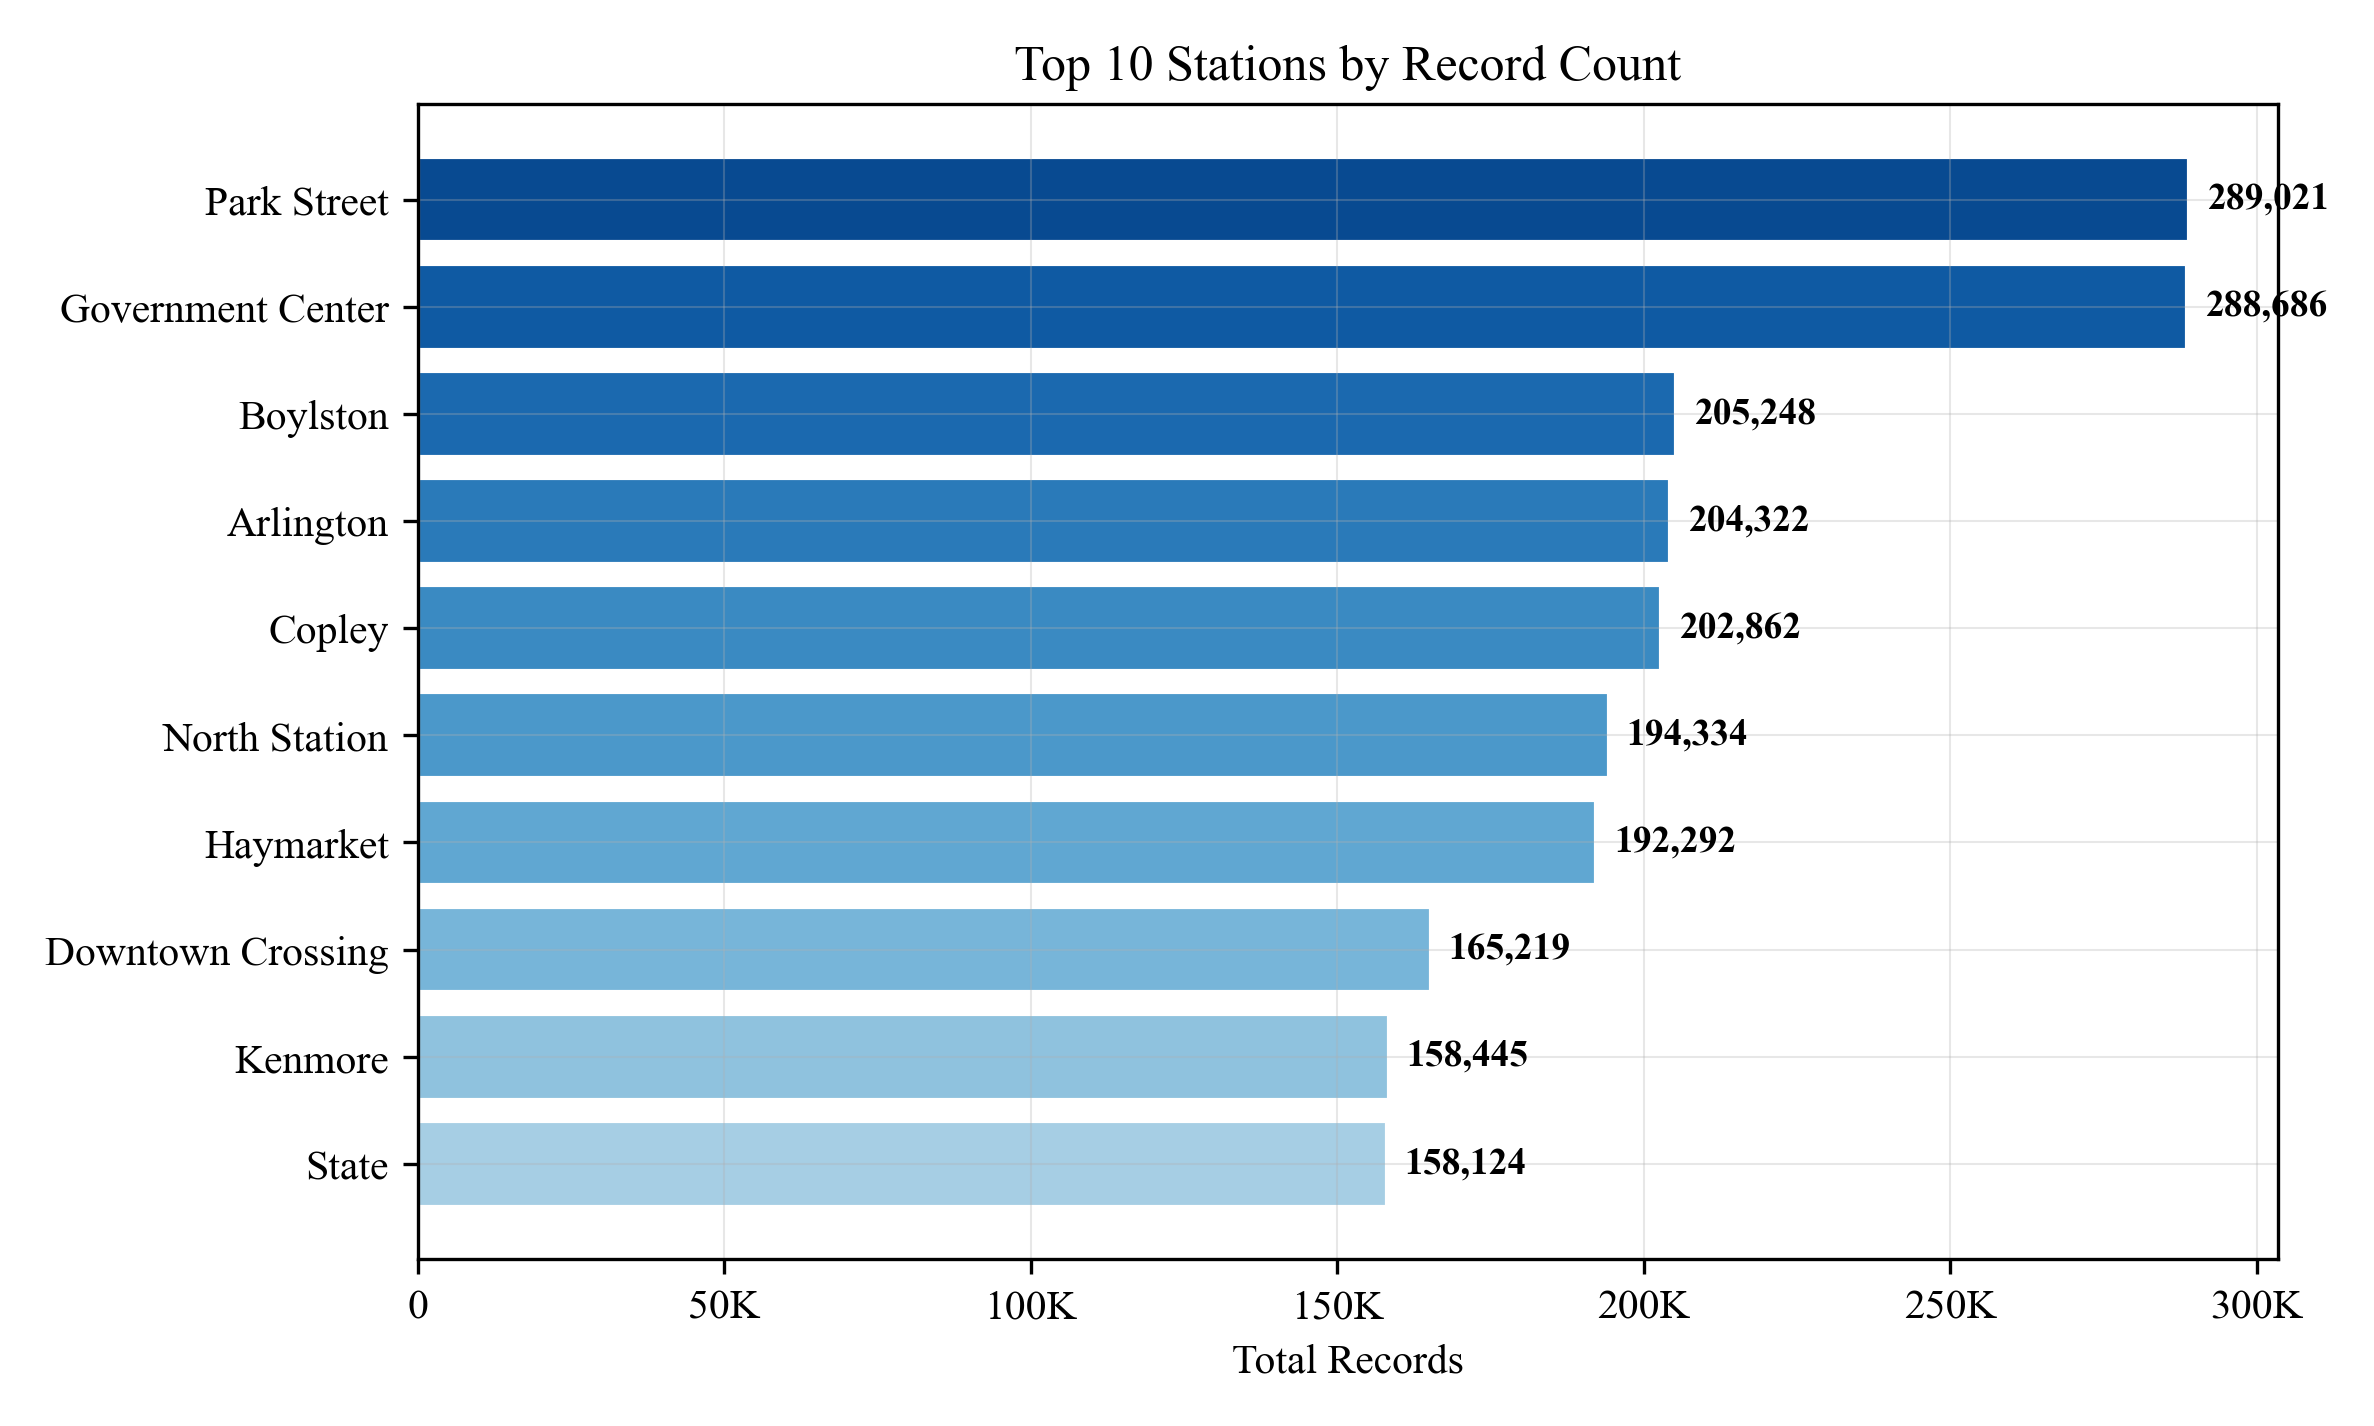 Top 10 Stations by Record Count
Park Street
289,021
Government Center
288,686
Boylston
205,248
Arlington
204,322
Copley
202,862
North Station
194,334
Haymarket
192,292
Downtown Crossing
165,219
Kenmore
158,445
State
158,124
0 50K 100K 150K 200K 250K 300K
Total Records